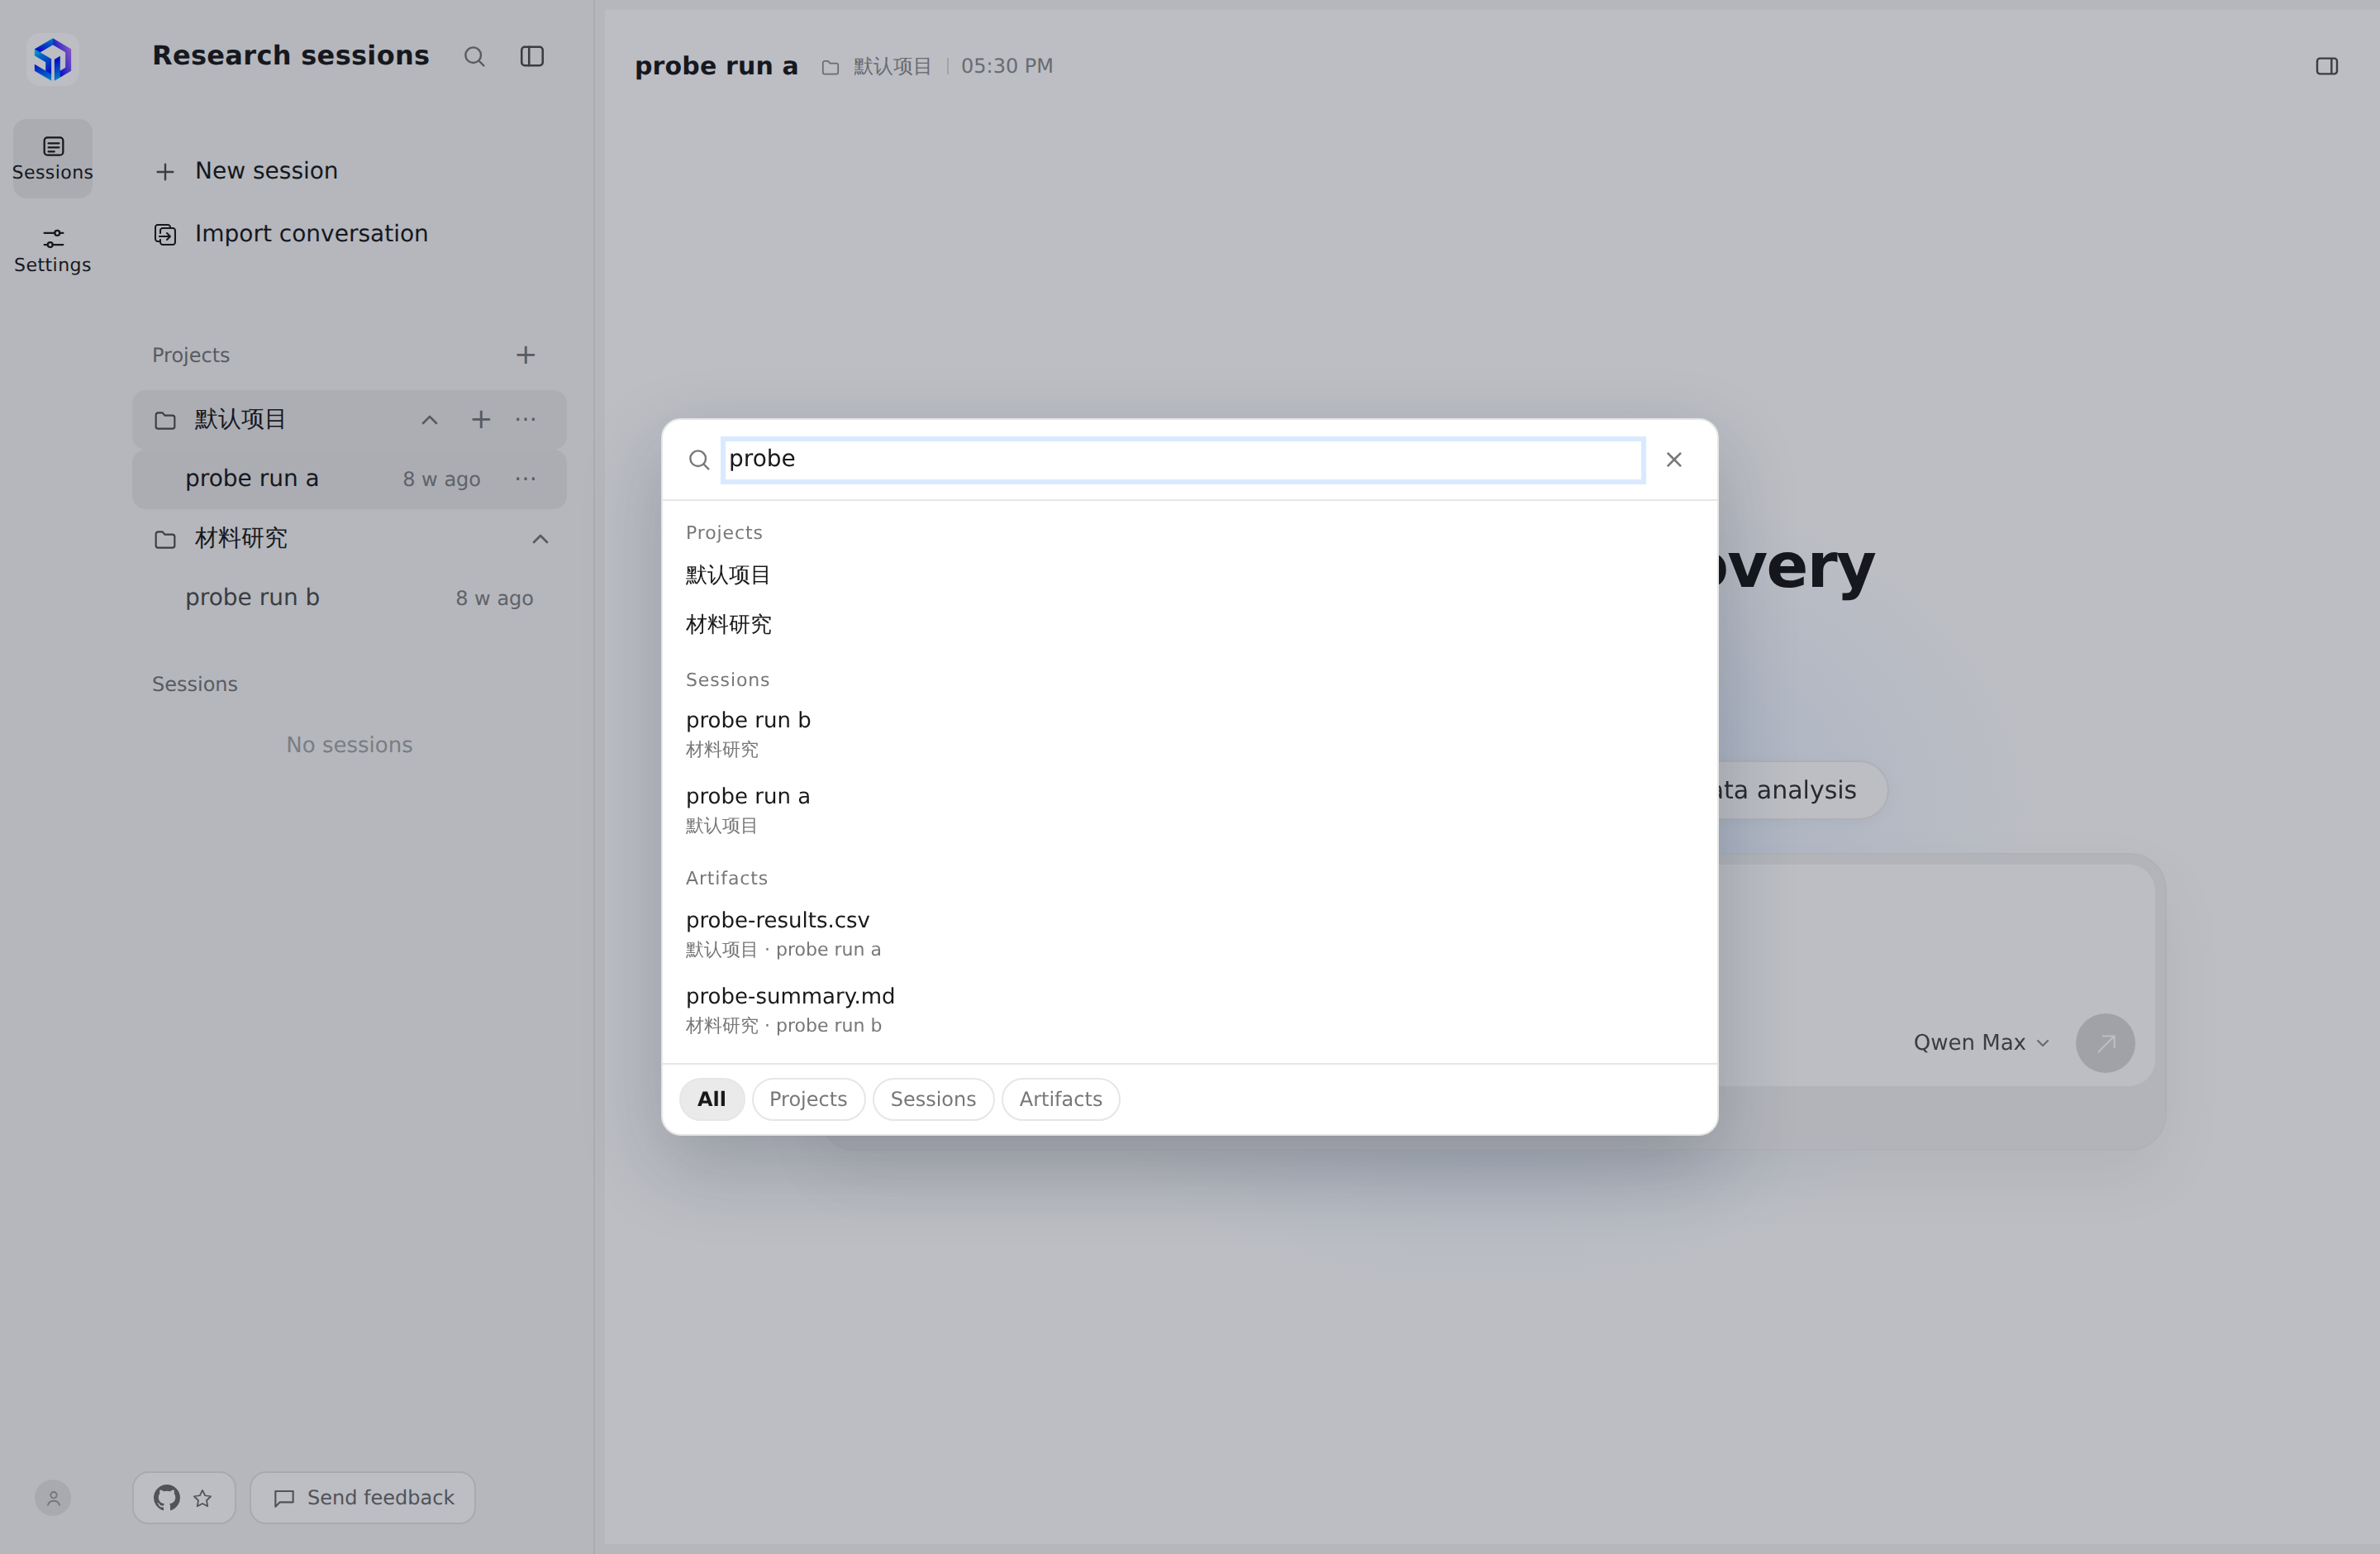 Research sessions
Sessions
Settings
New session
Import conversation
Projects
默认项目
probe run a 8 w ago
材料研究
probe run b 8 w ago
Sessions
No sessions
Send feedback
probe run a 默认项目 05:30 PM
probe
Projects
默认项目
材料研究
Sessions
probe run b
材料研究
probe run a
默认项目
Artifacts
probe-results.csv
默认项目 · probe run a
probe-summary.md
材料研究 · probe run b
All Projects Sessions Artifacts
overy
ata analysis
Qwen Max